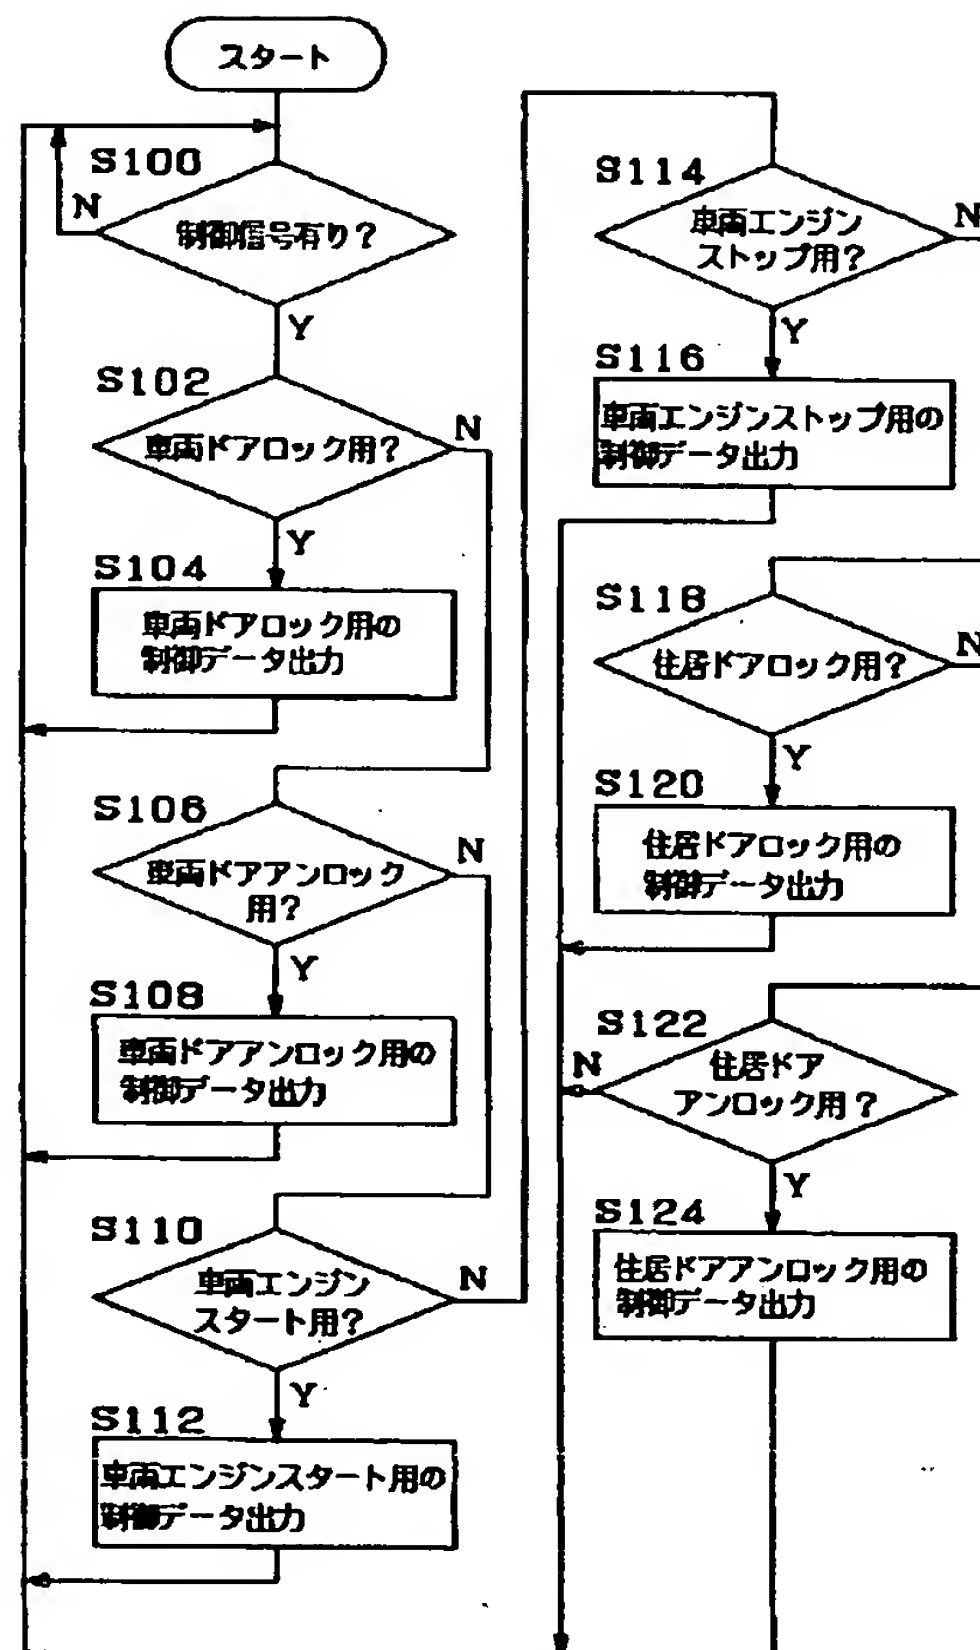 スタート
S100
N
制御信号有り?
Y
S102
N
車両ドアロック用?
Y
S104
車両ドアロック用の
制御データ出力
S106
N
車両ドアアンロック
用?
Y
S108
車両ドアアンロック用の
制御データ出力
S110
N
車両エンジン
スタート用?
Y
S112
車両エンジンスタート用の
制御データ出力
S114
N
車両エンジン
ストップ用?
Y
S116
車両エンジンストップ用の
制御データ出力
S118
N
住居ドアロック用?
Y
S120
住居ドアロック用の
制御データ出力
S122
N
住居ドア
アンロック用?
Y
S124
住居ドアアンロック用の
制御データ出力